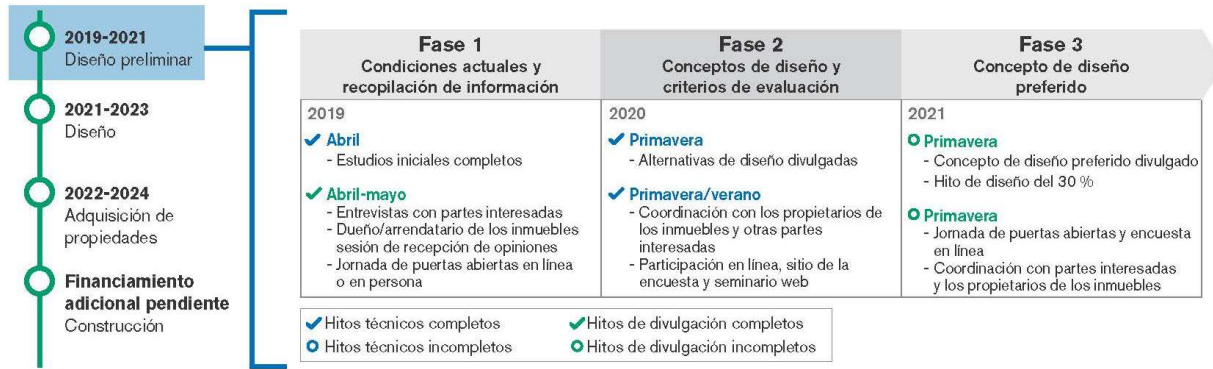 2019-2021
Diseño preliminar
2021-2023
Diseño
2022-2024
Adquisición de
propiedades
Financiamiento
adicional pendiente
Construcción
Fase 1
Condiciones actuales y
recopilación de información
2019
Abril
- Estudios iniciales completos
Abril-mayo
- Entrevistas con partes interesadas
- Dueño/arrendatario de los inmuebles
sesión de recepción de opiniones
- Jornada de puertas abiertas en línea
o en persona
Fase 2
Conceptos de diseño y
criterios de evaluación
2020
Primavera
- Alternativas de diseño divulgadas
Primavera/verano
- Coordinación con los propietarios de
los inmuebles y otras partes
interesadas
- Participación en línea, sitio de la
encuesta y seminario web
Fase 3
Concepto de diseño
preferido
2021
Primavera
- Concepto de diseño preferido divulgado
- Hito de diseño del 30 %
Primavera
- Jornada de puertas abiertas y encuesta
en línea
- Coordinación con partes interesadas
y los propietarios de los inmuebles
Hitos técnicos completos
Hitos de divulgación completos
Hitos técnicos incompletos
Hitos de divulgación incompletos